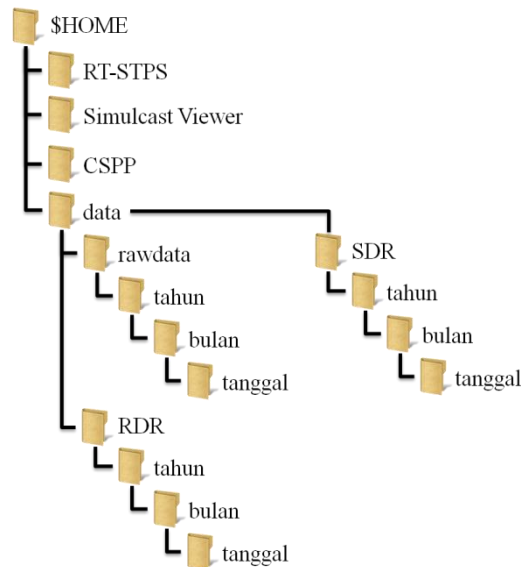 $HOME
RT-STPS
Simulcast Viewer
CSPP
data
rawdata
tahun
bulan
tanggal
RDR
tahun
bulan
tanggal
SDR
tahun
bulan
tanggal